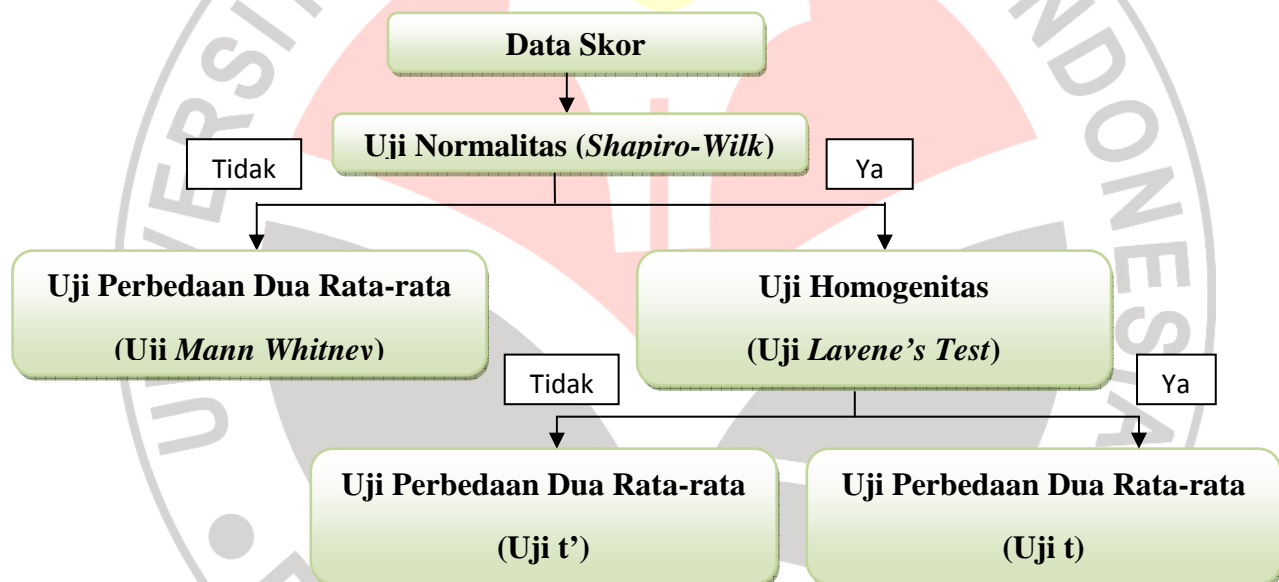 Data Skor
Uji Normalitas (Shapiro-Wilk)
Tidak
Ya
Uji Perbedaan Dua Rata-rata
(Uji Mann Whitney)
Uji Homogenitas
(Uji Lavene's Test)
Tidak
Ya
Uji Perbedaan Dua Rata-rata
(Uji t')
Uji Perbedaan Dua Rata-rata
(Uji t)